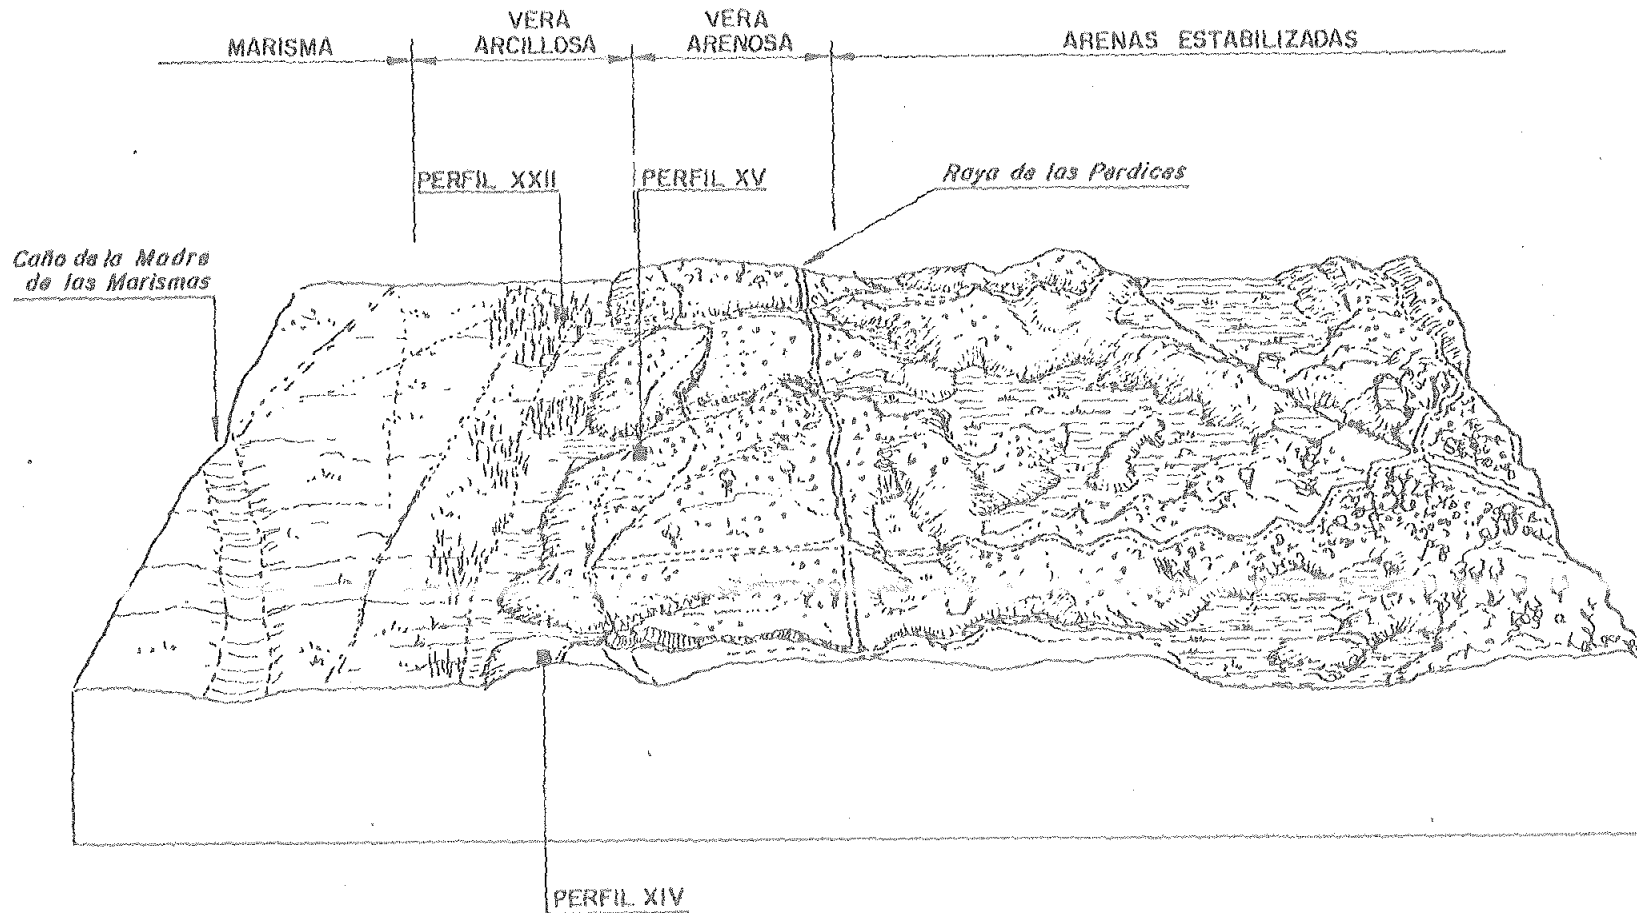 MARISMA
VERA
ARCILLOSA
VERA
ARENOSA
ARENAS ESTABILIZADAS
PERFIL XXII
PERFIL XV
Raya de las Perdices
Caño de la Madre
de las Marismas
PERFIL XIV